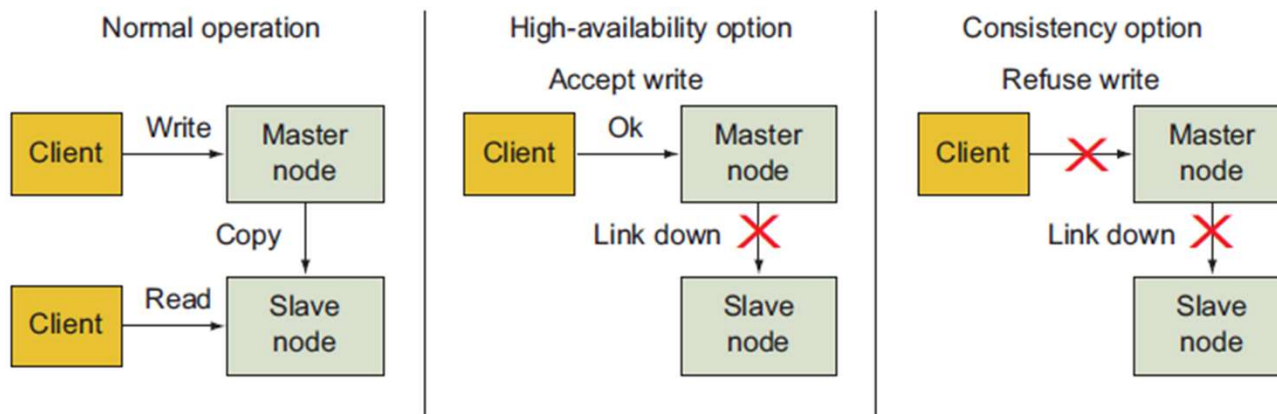 Normal operation
Client
Write
Master
node
Copy
Client
Read
Slave
node
High-availability option
Accept write
Client
Ok
Master
node
Link down
Slave
node
Consistency option
Refuse write
Client
Master
node
Link down
Slave
node